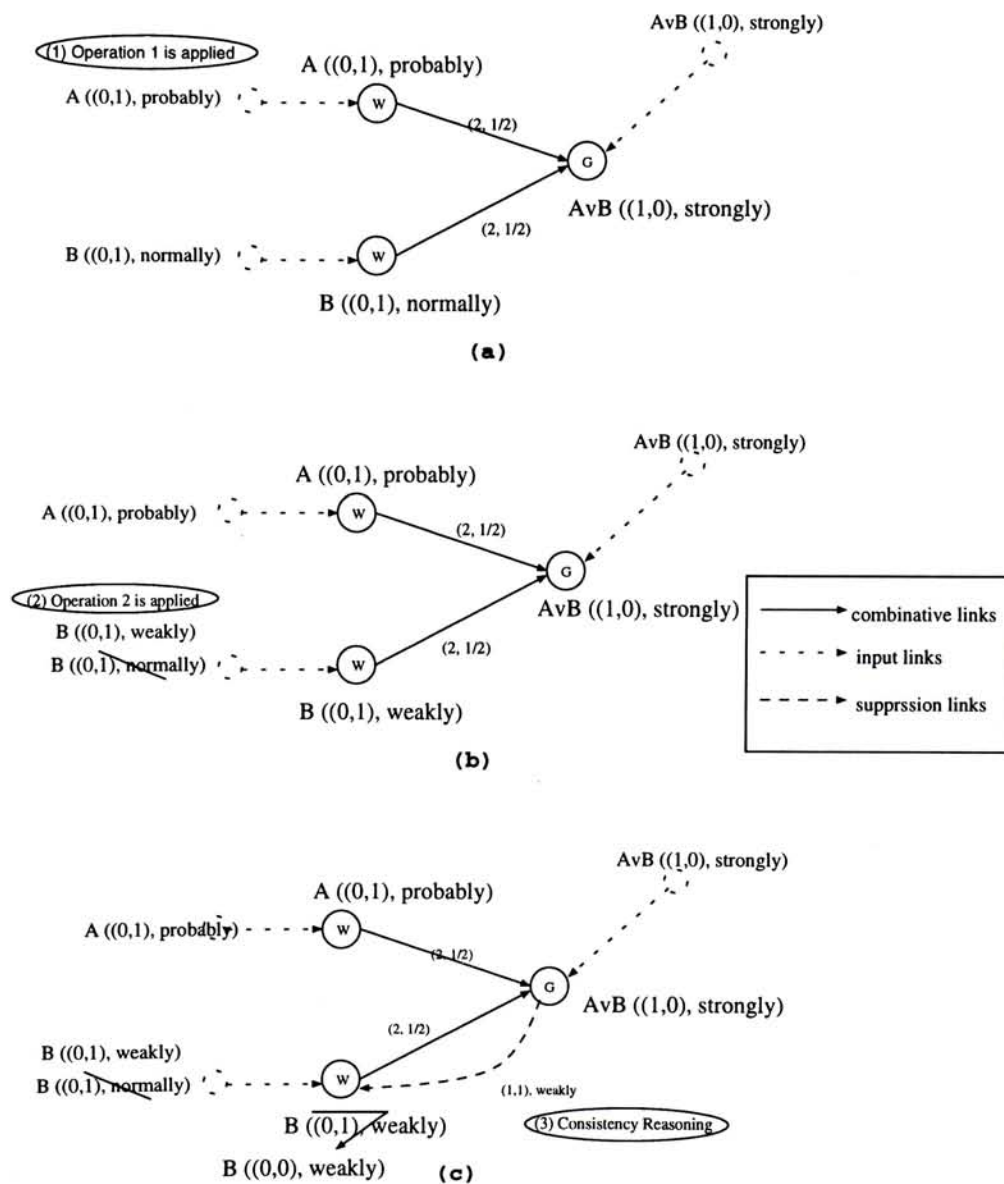 AvB ((1,0), strongly)
(1) Operation 1 is applied
A ((0,1), probably)
A ((0,1), probably)
W
(2, 1/2)
G
AvB ((1,0), strongly)
(2, 1/2)
B ((0,1), normally)
W
B ((0,1), normally)
(a)
AvB ((1,0), strongly)
A ((0,1), probably)
A ((0,1), probably)
W
(2, 1/2)
G
(2) Operation 2 is applied
AvB ((1,0), strongly)
B ((0,1), weakly)
(2, 1/2)
B ((0,1), normally)
W
B ((0,1), weakly)
(b)
combinative links
input links
supprssion links
AvB ((1,0), strongly)
A ((0,1), probably)
A ((0,1), probably)
W
(2, 1/2)
G
AvB ((1,0), strongly)
(2, 1/2)
B ((0,1), weakly)
B ((0,1), normally)
W
(1,1), weakly
B ((0,1), weakly)
(3) Consistency Reasoning
B ((0,0), weakly)
(c)